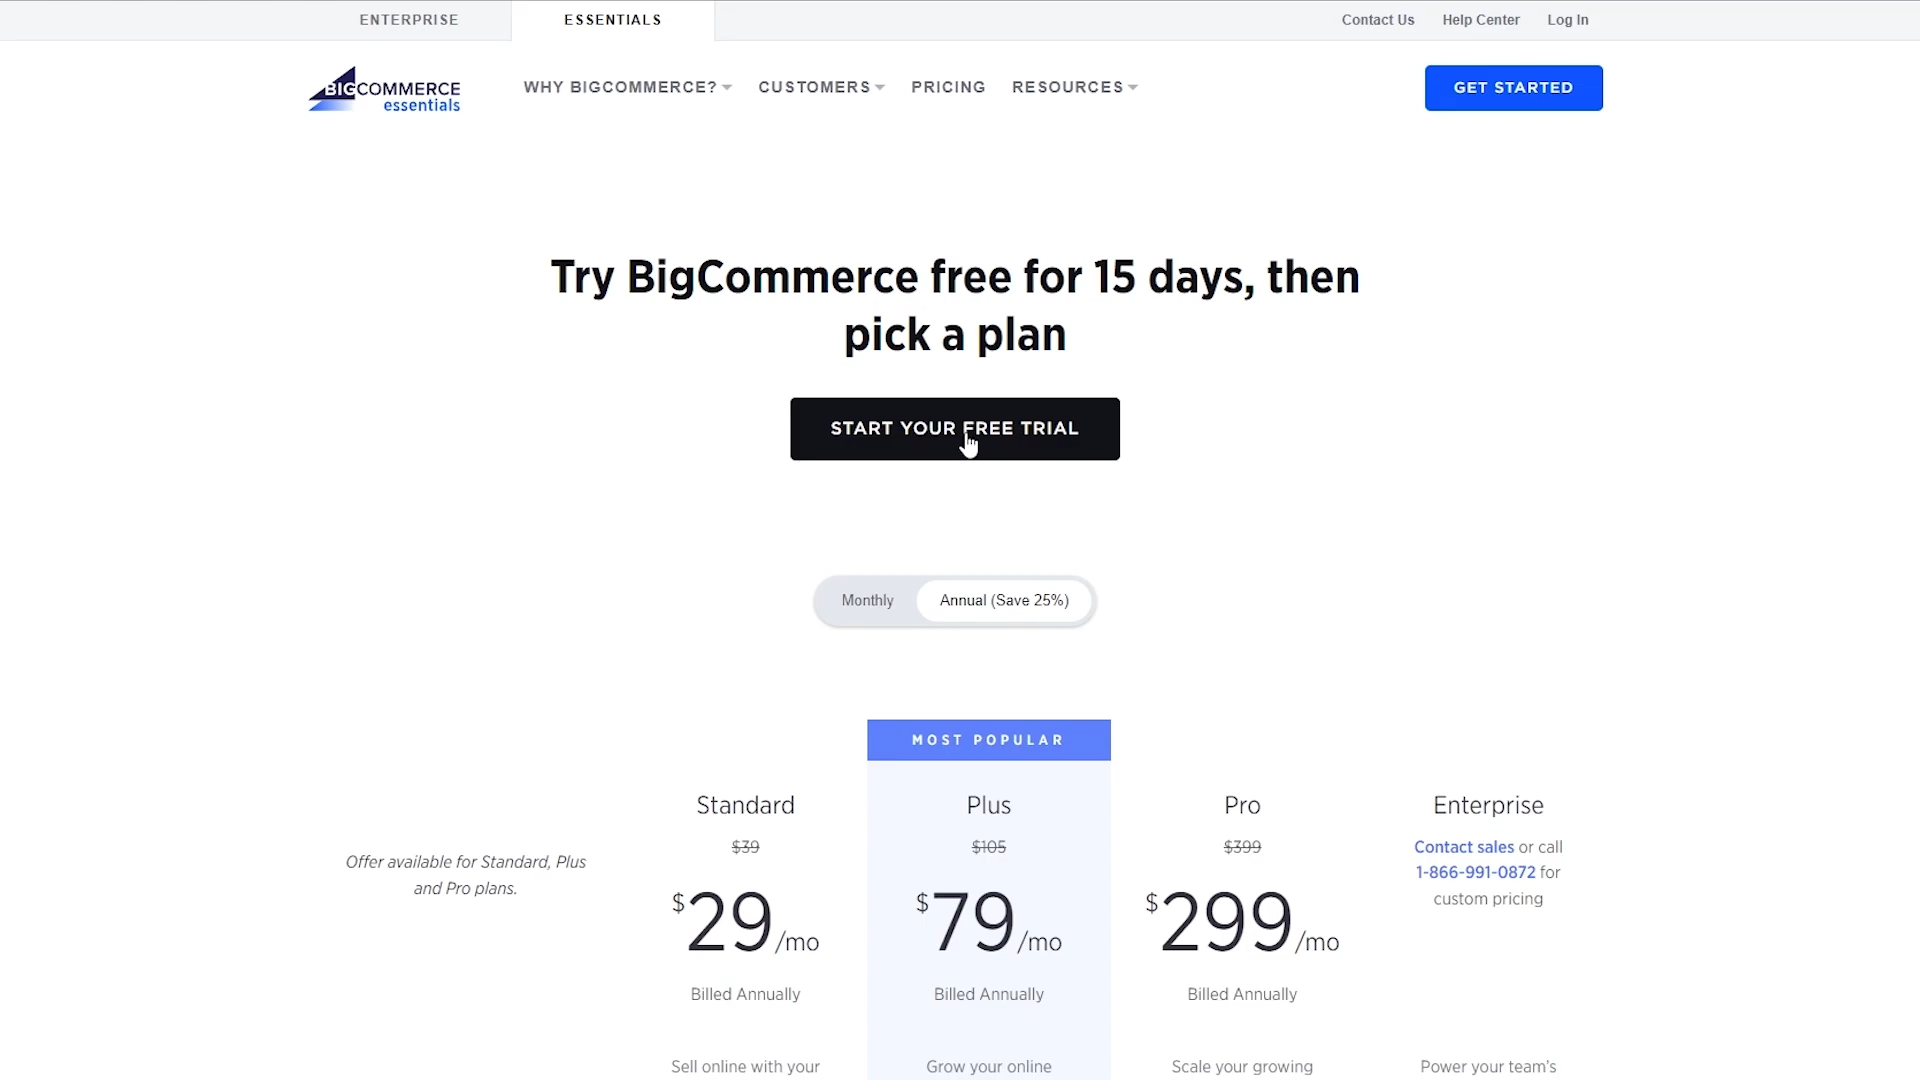 ENTERPRISE
ESSENTIALS
Contact Us
Help Center
Log In
BIGCOMMERCE
essentials
WHY BIGCOMMERCE?
CUSTOMERS
PRICING
RESOURCES
GET STARTED
Try BigCommerce free for 15 days, then
pick a plan
START YOUR FREE TRIAL
Monthly
Annual (Save 25%)
MOST POPULAR
Offer available for Standard, Plus
and Pro plans.
Standard
$39
$29/mo
Billed Annually
Sell online with your
Plus
$105
$79/mo
Billed Annually
Grow your online
Pro
$399
$299/mo
Billed Annually
Scale your growing
Enterprise
Contact sales or call
1-866-991-0872 for
custom pricing
Power your team's